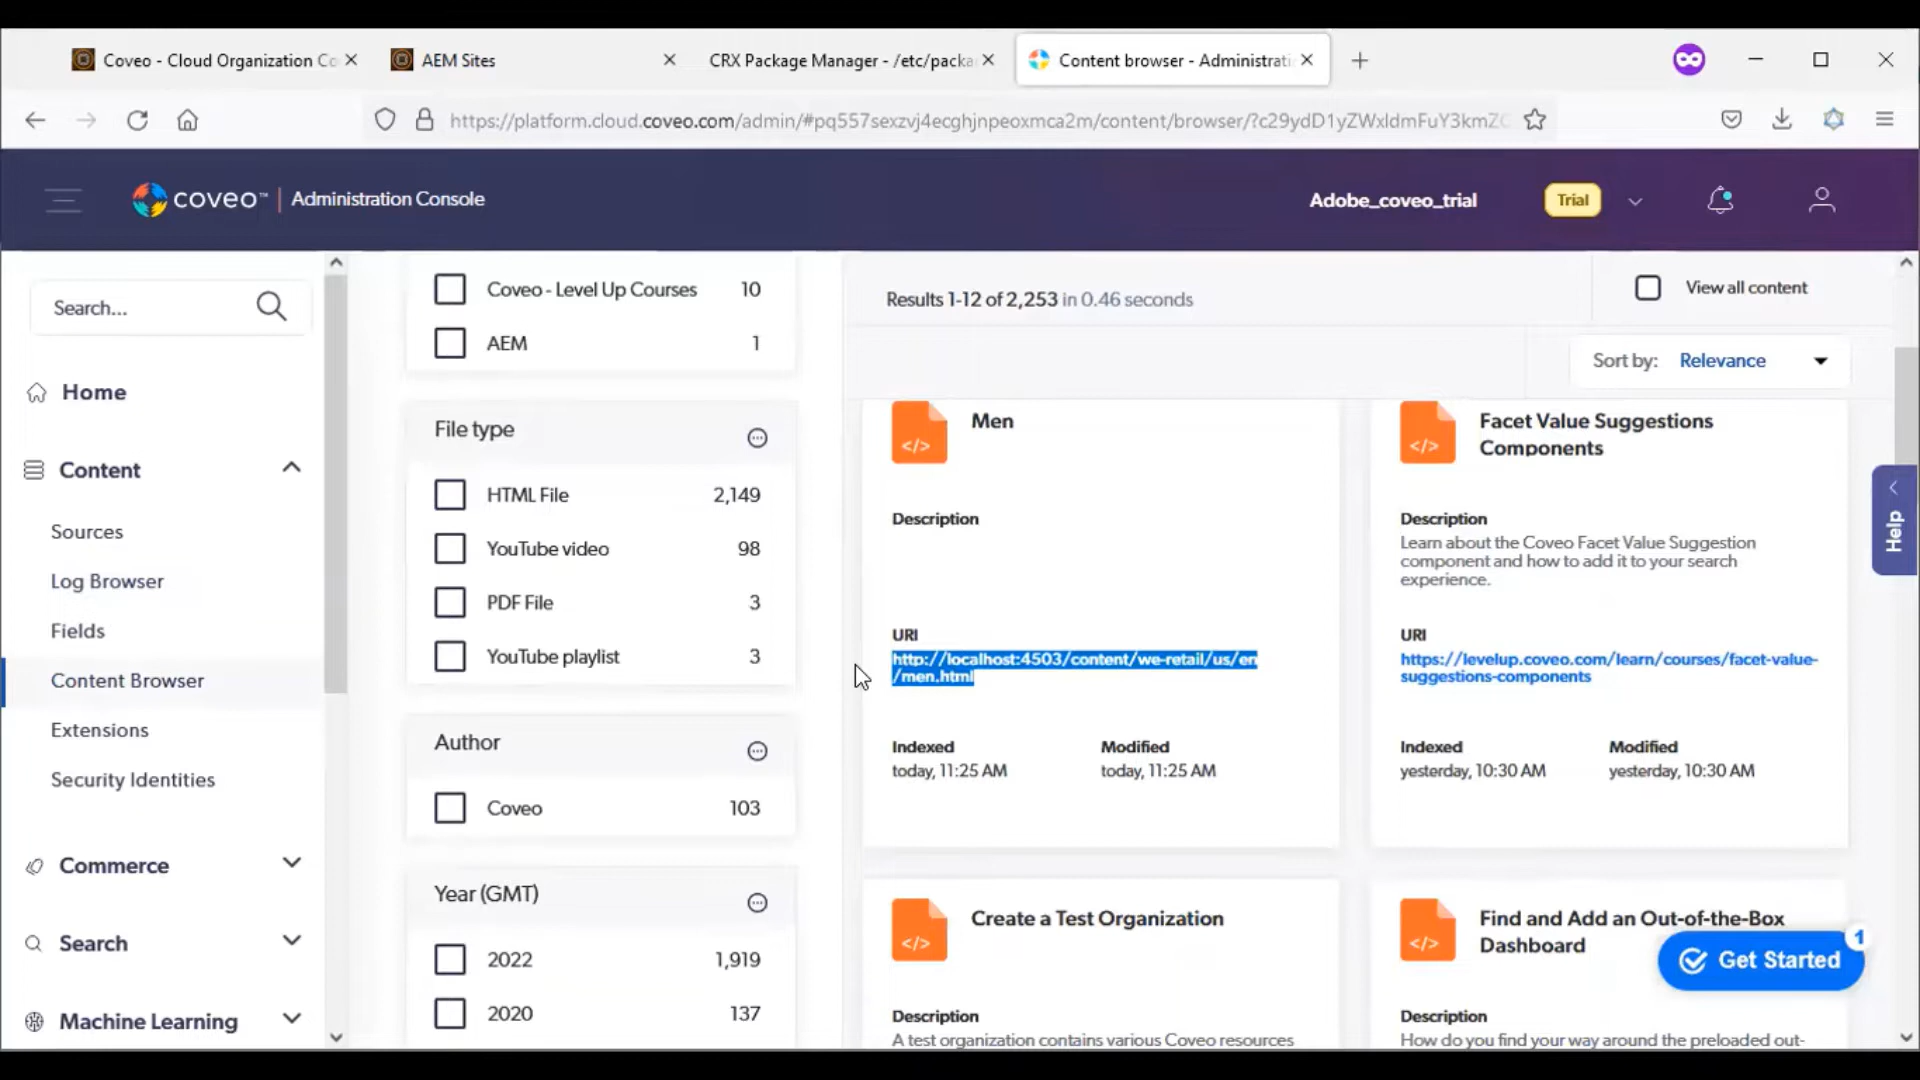 Coveo - Cloud Organization Co
AEM Sites
CRX Package Manager - /etc/packa
Content browser - Administrati
https://platform.cloud.coveo.com/admin/#pq557sexzvj4ecghjnpeoxmca2m/content/browser/?c29ydD1yZWxldmFuY3kmZC
coveo™ | Administration Console
Adobe_coveo_trial
Trial
Search...
Home
Content
Sources
Log Browser
Fields
Content Browser
Extensions
Security Identities
Commerce
Search
Machine Learning
Coveo - Level Up Courses 10
AEM 1
File type
HTML File 2,149
YouTube video 98
PDF File 3
YouTube playlist 3
Author
Coveo 103
Year (GMT)
2022 1,919
2020 137
Results 1-12 of 2,253 in 0.46 seconds
View all content
Sort by: Relevance
</>
Men
Description
URI
http://localhost:4503/content/we-retail/us/en
/men.html
Indexed
today, 11:25 AM
Modified
today, 11:25 AM
</>
Facet Value Suggestions
Components
Description
Learn about the Coveo Facet Value Suggestion
component and how to add it to your search
experience.
URI
https://levelup.coveo.com/learn/courses/facet-value-
suggestions-components
Indexed
yesterday, 10:30 AM
Modified
yesterday, 10:30 AM
</>
Create a Test Organization
Description
A test organization contains various Coveo resources
</>
Find and Add an Out-of-the-Box
Dashboard
Description
How do you find your way around the preloaded out-
Help
Get Started
1